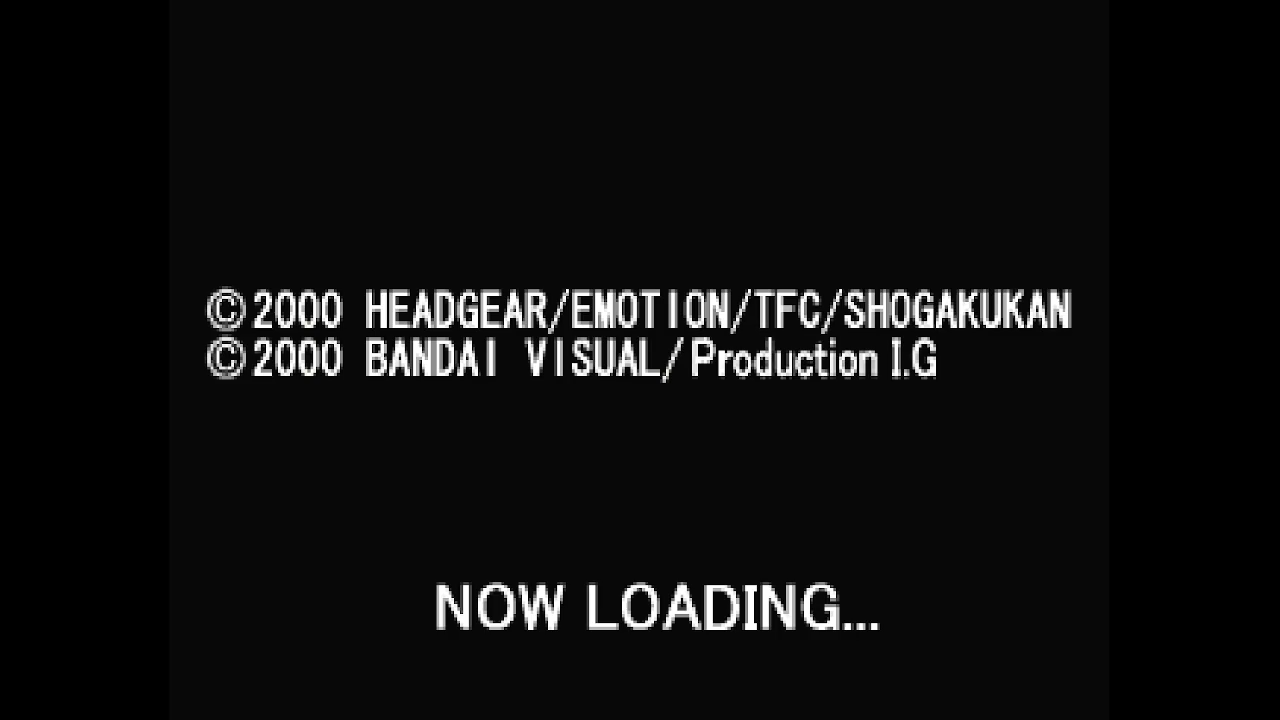 ©2000 HEADGEAR/EMOTION/TFC/SHOGAKUKAN
©2000 BANDAI VISUAL/Production I.G
NOW LOADING...